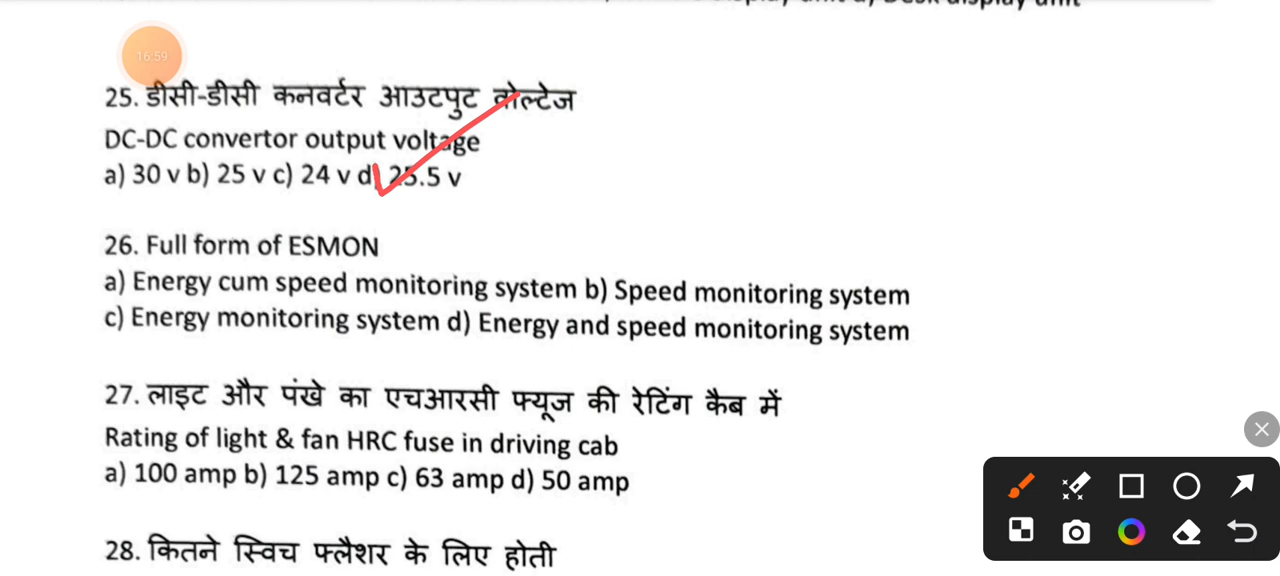 16:59
25. डीसी-डीसी कनवर्टर आउटपुट वोल्टेज
DC-DC convertor output voltage
a) 30 v b) 25 v c) 24 v d) 25.5 v
26. Full form of ESMON
a) Energy cum speed monitoring system b) Speed monitoring system
c) Energy monitoring system d) Energy and speed monitoring system
27. लाइट और पंखे का एचआरसी फ्यूज की रेटिंग कैब में
Rating of light & fan HRC fuse in driving cab
a) 100 amp b) 125 amp c) 63 amp d) 50 amp
28. कितने स्विच फ्लैशर के लिए होती